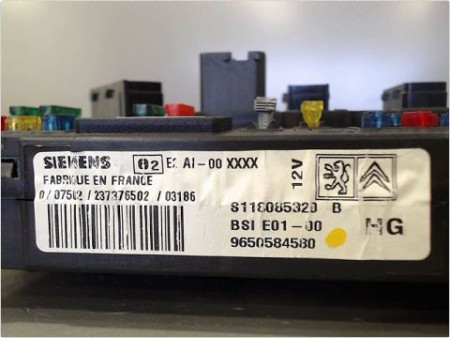 SIEMENS 02 E2 AI-00 XXXX
FABRIQUE EN FRANCE
0/07502/237376502/03186
12V
S118085320 B
BSI E01-00 HG
9650584580